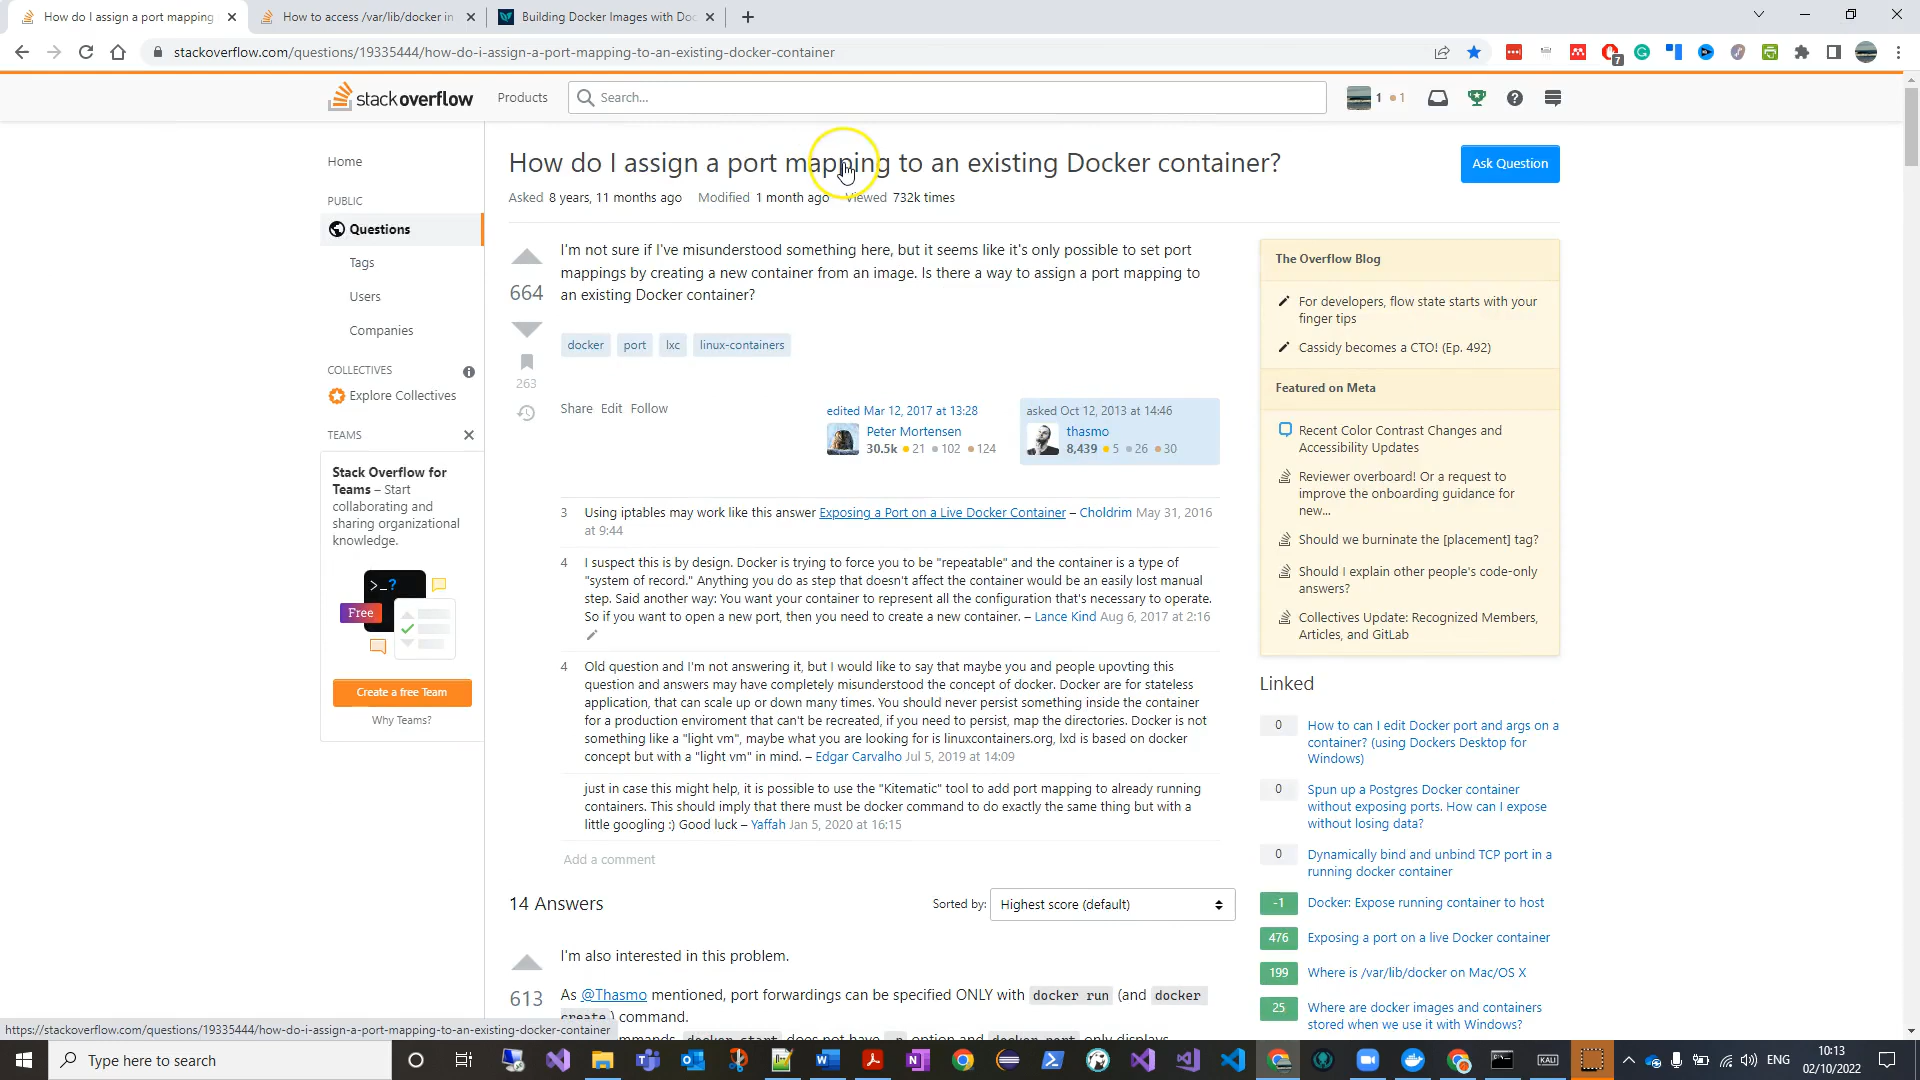 How do I assign a port mapping
How to access /var/lib/docker in
Building Docker Images with Doc
stackoverflow.com/questions/19335444/how-do-i-assign-a-port-mapping-to-an-existing-docker-container
7
stackoverflow
Products
Search...
1
1
Home
PUBLIC
Questions
Tags
Users
Companies
COLLECTIVES
Explore Collectives
TEAMS
Stack Overflow for
Teams – Start
collaborating and
sharing organizational
knowledge.
>_?
Free
Create a free Team
Why Teams?
How do I assign a port mapping to an existing Docker container?
Ask Question
Asked 8 years, 11 months ago Modified 1 month ago Viewed 732k times
I'm not sure if I've misunderstood something here, but it seems like it's only possible to set port
mappings by creating a new container from an image. Is there a way to assign a port mapping to
an existing Docker container?
664
docker port lxc linux-containers
263
Share Edit Follow
edited Mar 12, 2017 at 13:28
Peter Mortensen
30.5k 21 102 124
asked Oct 12, 2013 at 14:46
thasmo
8,439 5 26 30
3 Using iptables may work like this answer Exposing a Port on a Live Docker Container – Choldrim May 31, 2016
at 9:44
4 I suspect this is by design. Docker is trying to force you to be "repeatable" and the container is a type of
"system of record." Anything you do as step that doesn't affect the container would be an easily lost manual
step. Said another way: You want your container to represent all the configuration that's necessary to operate.
So if you want to open a new port, then you need to create a new container. – Lance Kind Aug 6, 2017 at 2:16
4 Old question and I'm not answering it, but I would like to say that maybe you and people upovting this
question and answers may have completely misunderstood the concept of docker. Docker are for stateless
application, that can scale up or down many times. You should never persist something inside the container
for a production enviroment that can't be recreated, if you need to persist, map the directories. Docker is not
something like a "light vm", maybe what you are looking for is linuxcontainers.org, lxd is based on docker
concept but with a "light vm" in mind. – Edgar Carvalho Jul 5, 2019 at 14:09
just in case this might help, it is possible to use the "Kitematic" tool to add port mapping to already running
containers. This should imply that there must be docker command to do exactly the same thing but with a
little googling :) Good luck – Yaffah Jan 5, 2020 at 16:15
Add a comment
14 Answers
Sorted by: Highest score (default)
I'm also interested in this problem.
613
As @Thasmo mentioned, port forwardings can be specified ONLY with docker run (and docker
create) command.
The Overflow Blog
For developers, flow state starts with your
finger tips
Cassidy becomes a CTO! (Ep. 492)
Featured on Meta
Recent Color Contrast Changes and
Accessibility Updates
Reviewer overboard! Or a request to
improve the onboarding guidance for
new...
Should we burninate the [placement] tag?
Should I explain other people's code-only
answers?
Collectives Update: Recognized Members,
Articles, and GitLab
Linked
0 How to can I edit Docker port and args on a
container? (using Dockers Desktop for
Windows)
0 Spun up a Postgres Docker container
without exposing ports. How can I expose
without losing data?
0 Dynamically bind and unbind TCP port in a
running docker container
-1 Docker: Expose running container to host
476 Exposing a port on a live Docker container
199 Where is /var/lib/docker on Mac/OS X
25 Where are docker images and containers
stored when we use it with Windows?
https://stackoverflow.com/questions/19335444/how-do-i-assign-a-port-mapping-to-an-existing-docker-container
Type here to search
KALI
ENG
10:13
02/10/2022